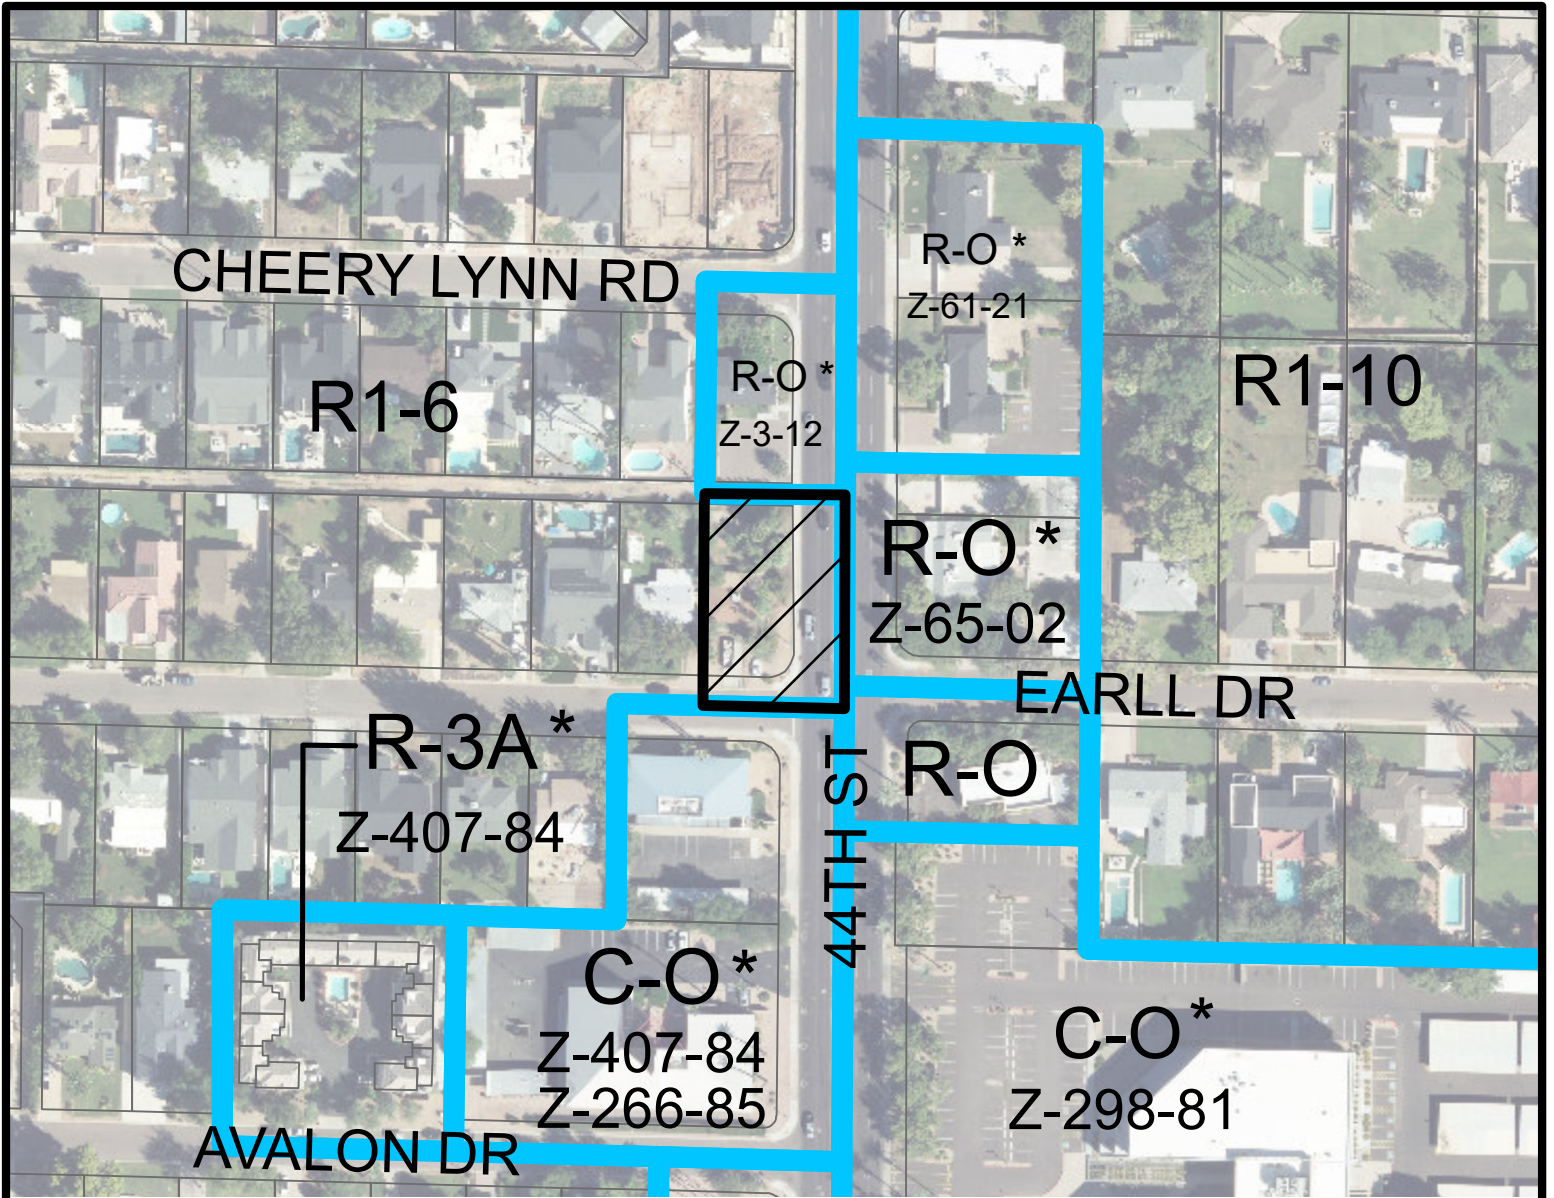 CHEERY LYNN RD
R-O *
Z-61-21
R1-6
R-O *
Z-3-12
R1-10
R-O *
Z-65-02
EARLL DR
R-3A *
Z-407-84
R-O
44TH ST
C-O *
Z-407-84
Z-266-85
C-O *
Z-298-81
AVALON DR